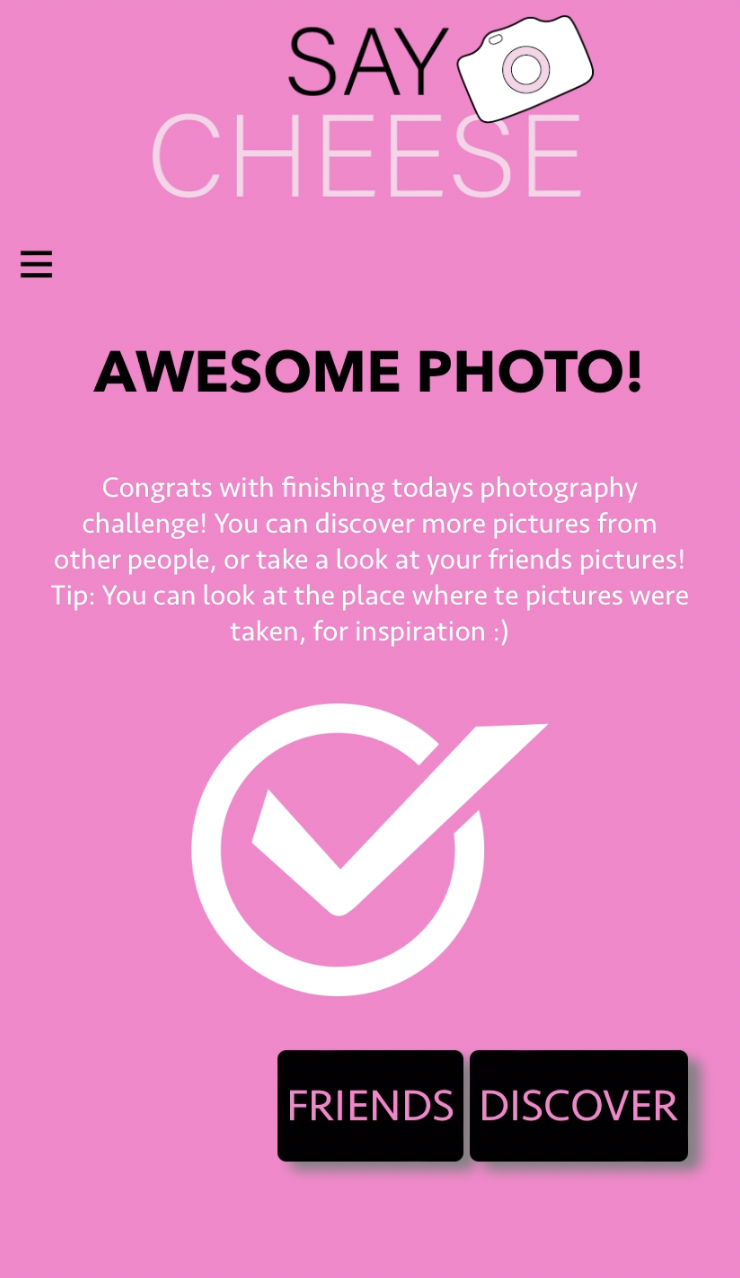 SAY
CHEESE
AWESOME PHOTO!
Congrats with finishing todays photography
challenge! You can discover more pictures from
other people, or take a look at your friends pictures!
Tip: You can look at the place where te pictures were
taken, for inspiration :)
FRIENDS DISCOVER